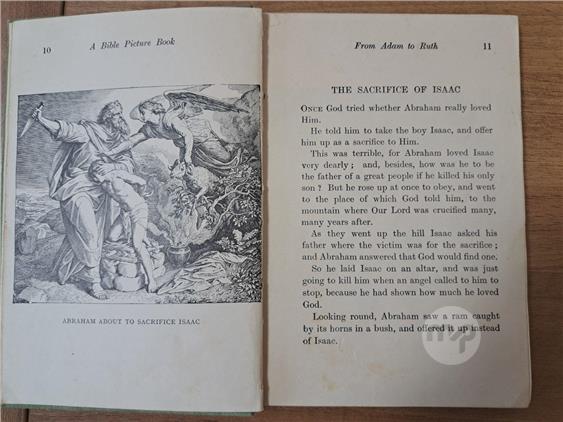 10
A Bible Picture Book
ABRAHAM ABOUT TO SACRIFICE ISAAC
From Adam to Ruth
11
THE SACRIFICE OF ISAAC
ONCE God tried whether Abraham really loved
Him.
He told him to take the boy Isaac, and offer
him up as a sacrifice to Him.
This was terrible, for Abraham loved Isaac
very dearly ; and, besides, how was he to be
the father of a great people if he killed his only
son ? But he rose up at once to obey, and went
to the place of which God told him, to the
mountain where Our Lord was crucified many,
many years after.
As they went up the hill Isaac asked his
father where the victim was for the sacrifice ;
and Abraham answered that God would find one.
So he laid Isaac on an altar, and was just
going to kill him when an angel called to him to
stop, because he had shown how much he loved
God.
Looking round, Abraham saw a ram caught
by its horns in a bush, and offered it up instead
of Isaac.